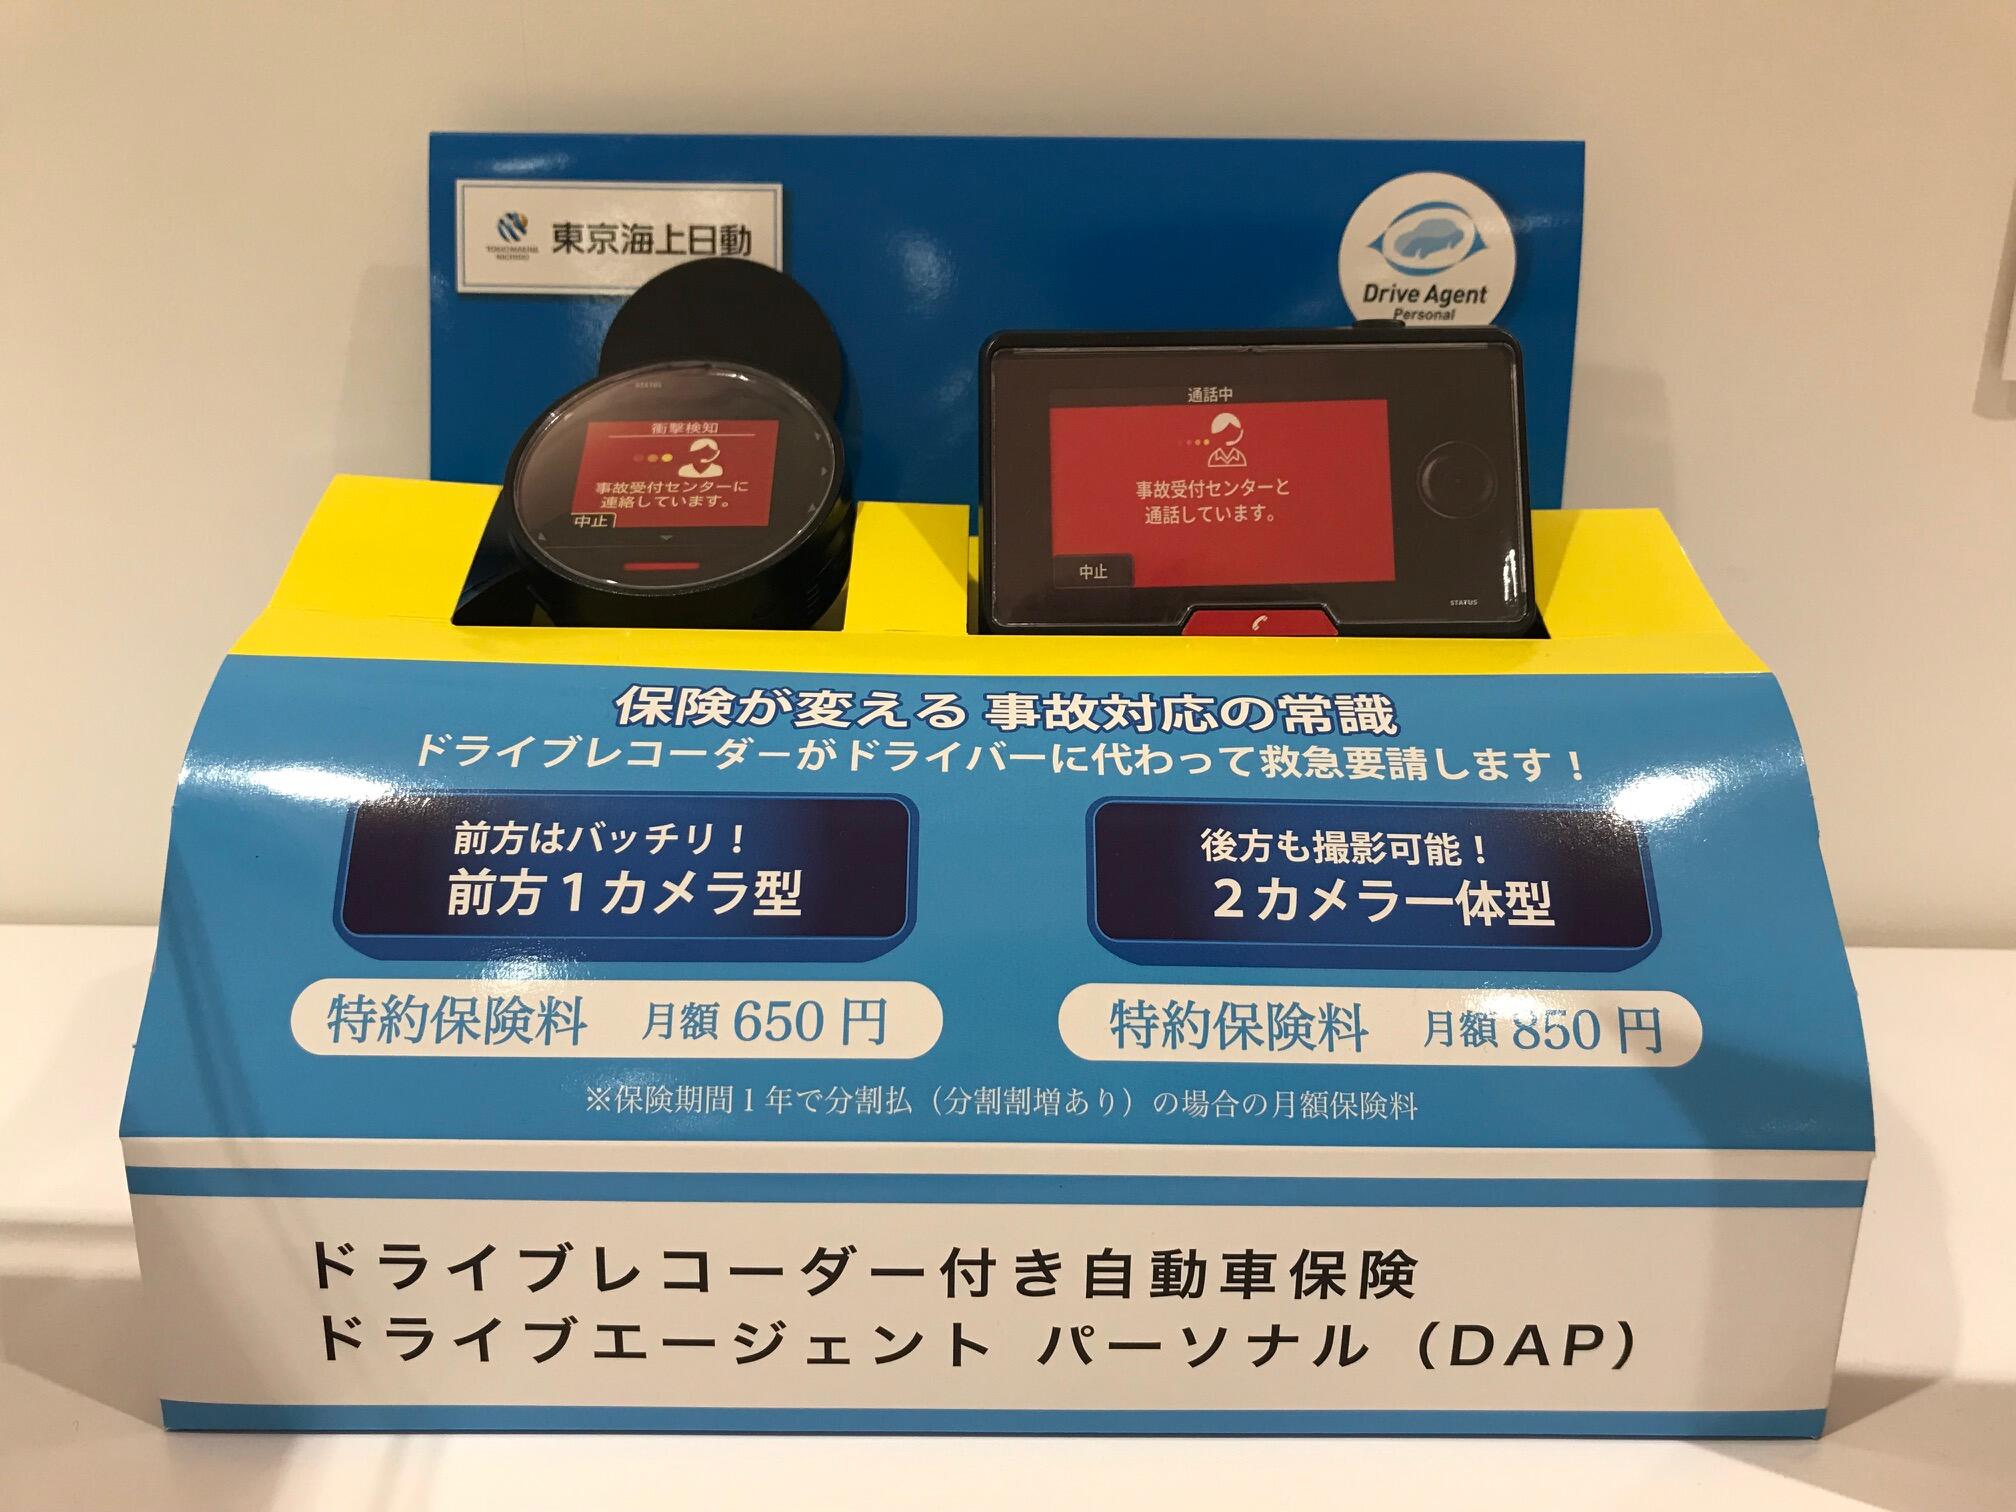 TOKIO MARINE
NICHIDO
東京海上日動
Drive Agent
Personal
STATUS
衝撃検知
事故受付センターに
連絡しています。
中止
通話中
事故受付センターと
通話しています。
中止
STATUS
保険が変える 事故対応の常識
ドライブレコーダーがドライバーに代わって救急要請します！
前方はバッチリ！
前方1カメラ型
後方も撮影可能！
2カメラ一体型
特約保険料 月額 650 円
特約保険料 月額 850 円
※保険期間1年で分割払（分割割増あり）の場合の月額保険料
ドライブレコーダー付き自動車保険
ドライブエージェント パーソナル（DAP）